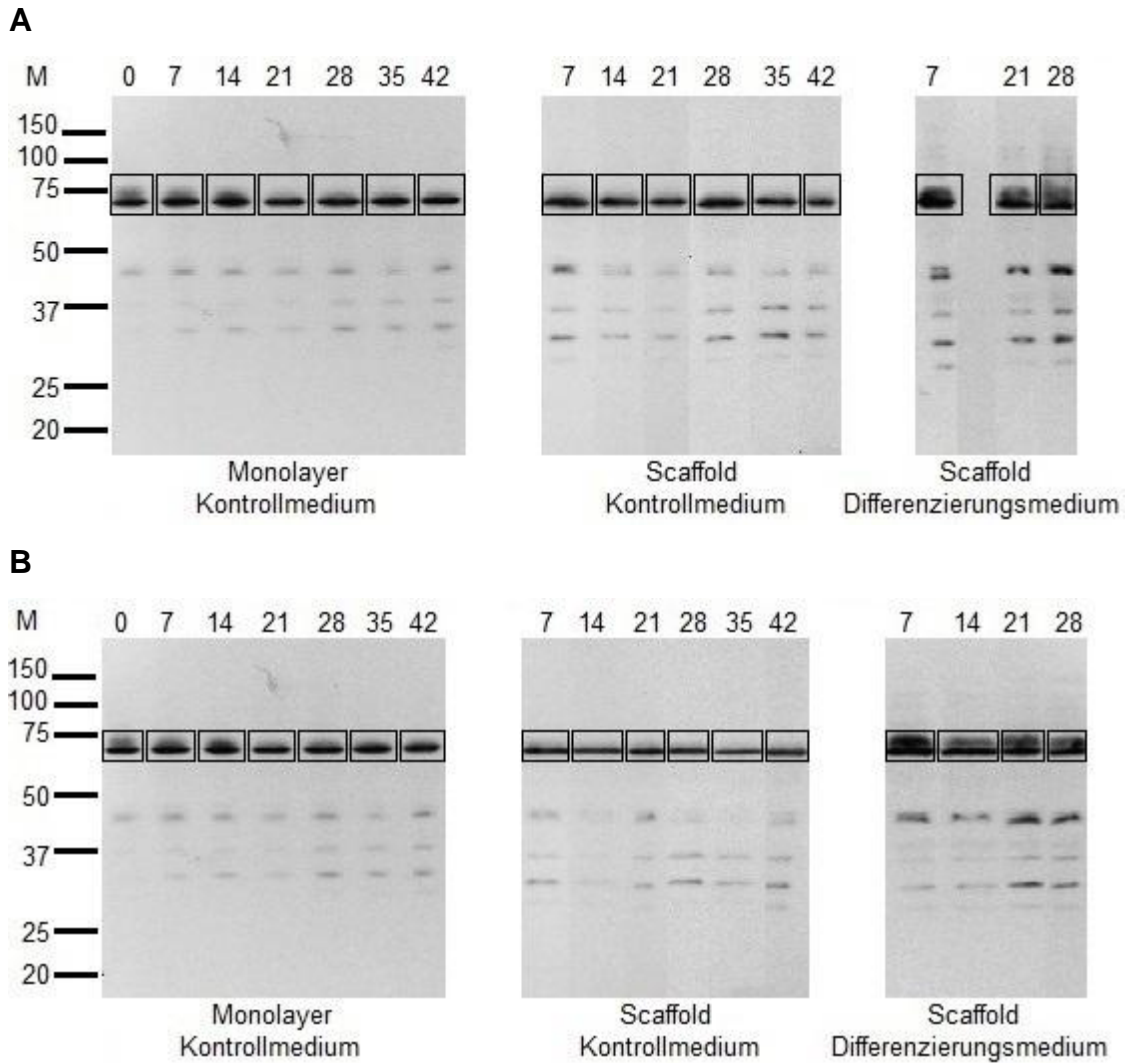 A
M 0 7 14 21 28 35 42 7 14 21 28 35 42 7 21 28
150
100
75
50
37
25
20
Monolayer Scaffold Scaffold
Kontrollmedium Kontrollmedium Differenzierungsmedium
B
M 0 7 14 21 28 35 42 7 14 21 28 35 42 7 14 21 28
150
100
75
50
37
25
20
Monolayer Scaffold Scaffold
Kontrollmedium Kontrollmedium Differenzierungsmedium